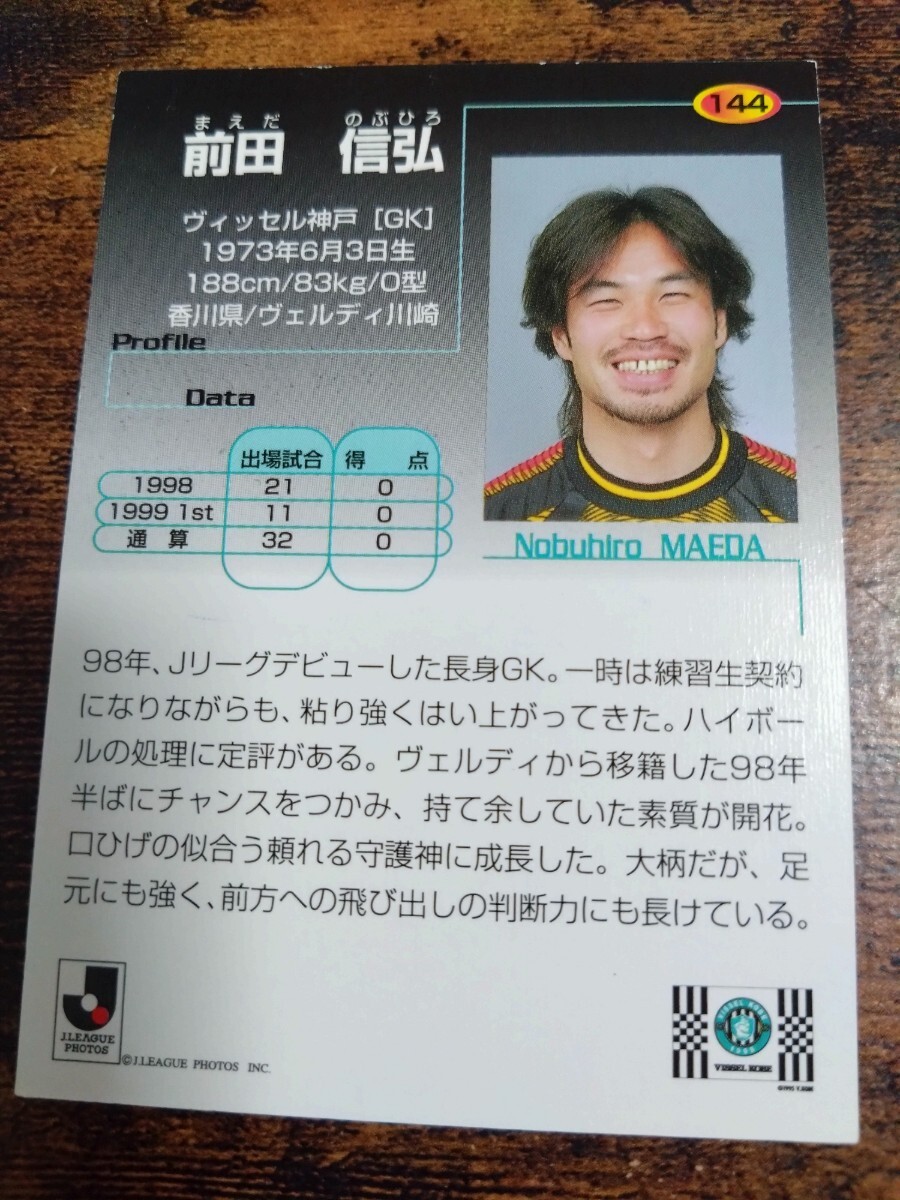 144
まえだ のぶひろ
前田 信弘
ヴィッセル神戸 [GK]
1973年6月3日生
188cm/83kg/O型
香川県/ヴェルディ川崎
Profile
Data
出場試合 得 点
1998 21 0
1999 1st 11 0
通 算 32 0
Nobuhiro MAEDA
98年、Jリーグデビューした長身GK。一時は練習生契約
になりながらも、粘り強くはい上がってきた。ハイボー
ルの処理に定評がある。ヴェルディから移籍した98年
半ばにチャンスをつかみ、持て余していた素質が開花。
口ひげの似合う頼れる守護神に成長した。大柄だが、足
元にも強く、前方への飛び出しの判断力にも長けている。
J.LEAGUE
PHOTOS
©J.LEAGUE PHOTOS INC.
VISSEL KOBE
1995
VISSEL KOBE